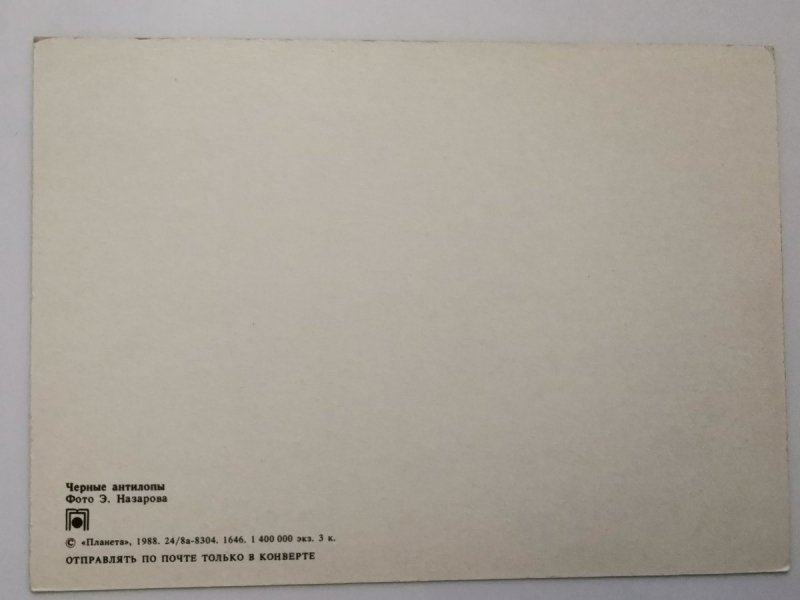 Черные антилопы
Фото Э. Назарова
© «Планета», 1988. 24/8а-8304. 1646. 1 400 000 экз. 3 к.
ОТПРАВЛЯТЬ ПО ПОЧТЕ ТОЛЬКО В КОНВЕРТЕ